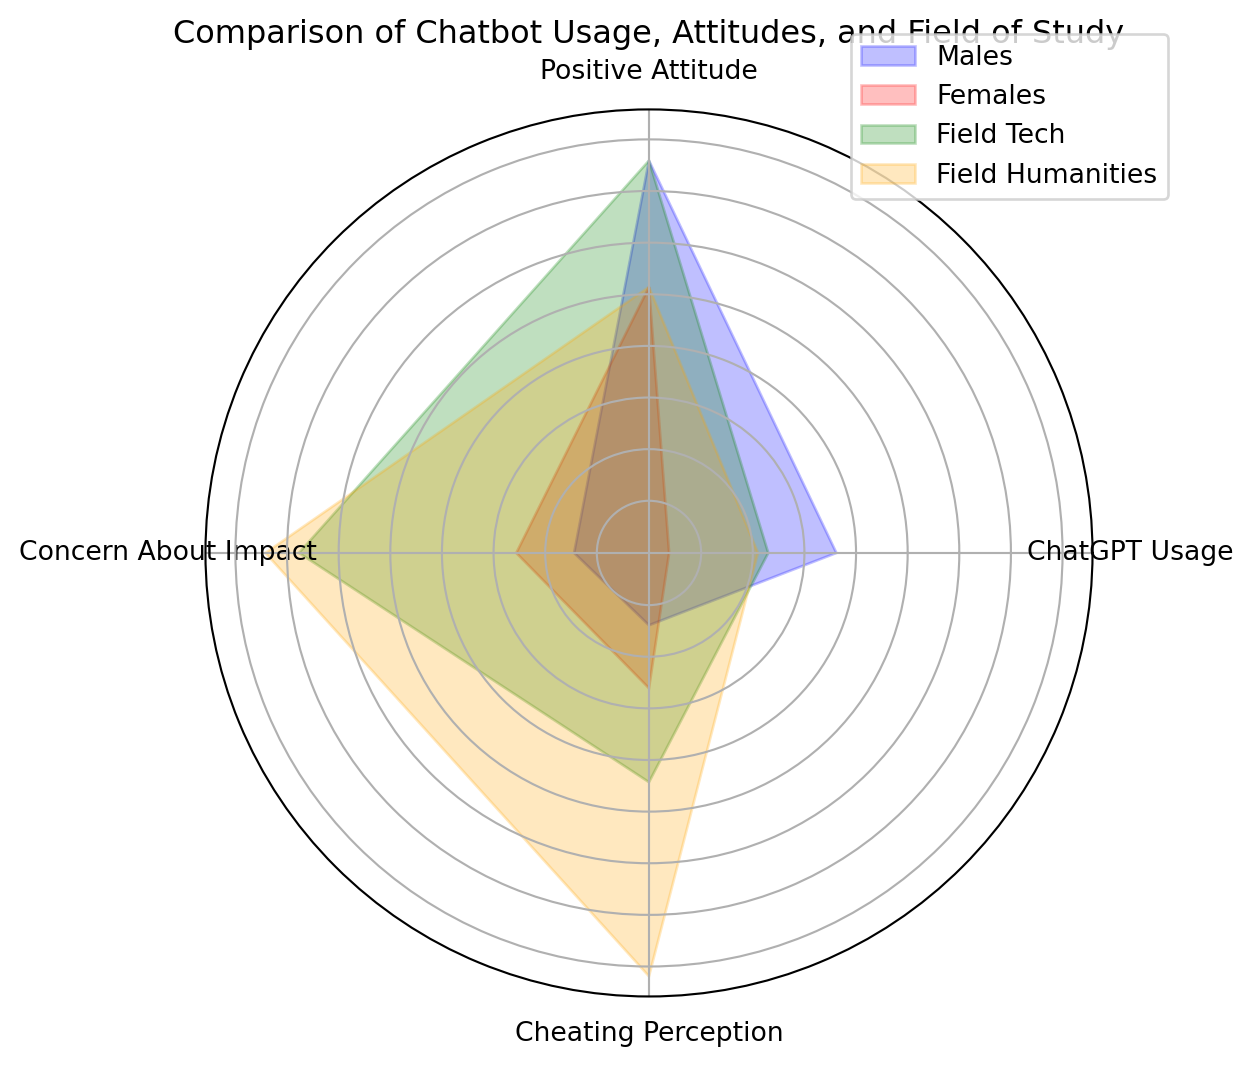 Comparison of Chatbot Usage, Attitudes, and Field of Study
Positive Attitude
Males
Females
Field Tech
Field Humanities
Concern About Impact
ChatGPT Usage
Cheating Perception